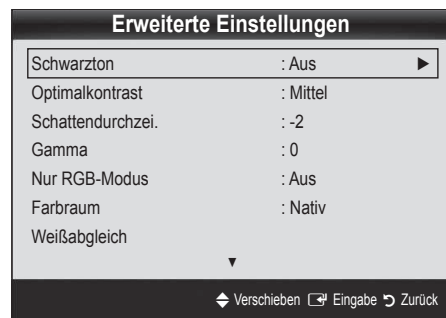 Erweiterte Einstellungen
Schwarzton : Aus ►
Optimalkontrast : Mittel
Schattendurchzei. : -2
Gamma : 0
Nur RGB-Modus : Aus
Farbraum : Nativ
Weißabgleich
▼
Verschieben Eingabe Zurück